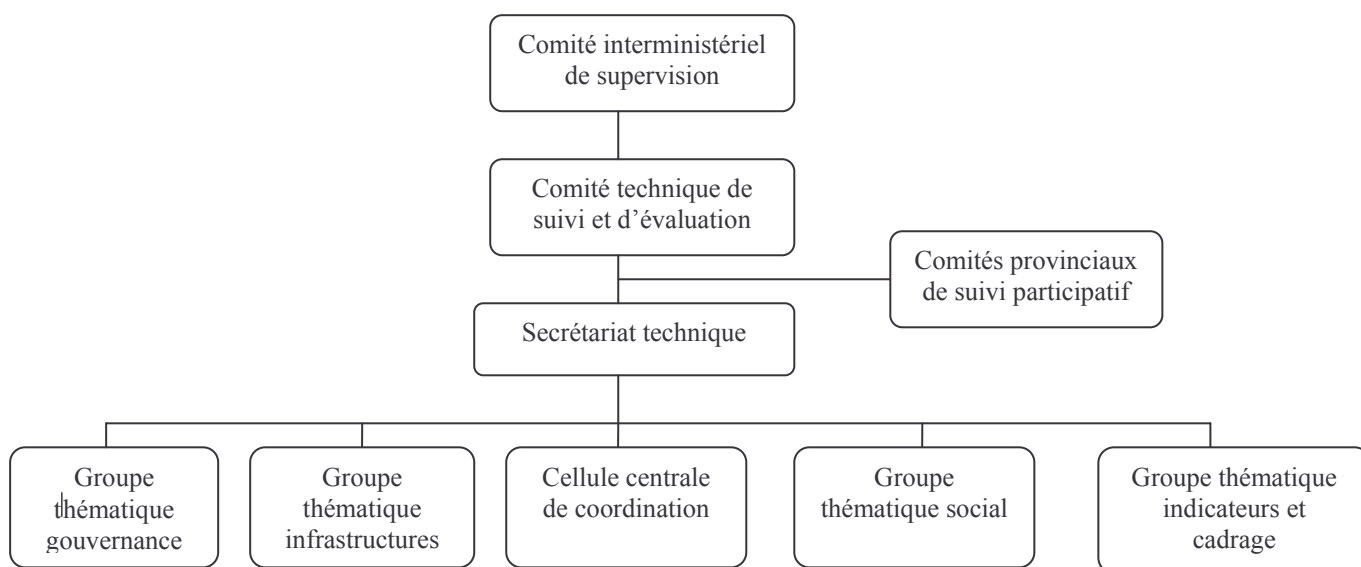 Comité interministériel
de supervision
Comité technique de
suivi et d’évaluation
Comités provinciaux
de suivi participatif
Secrétariat technique
Groupe
thématique
gouvernance
Groupe
thématique
infrastructures
Cellule centrale
de coordination
Groupe
thématique social
Groupe thématique
indicateurs et
cadrage